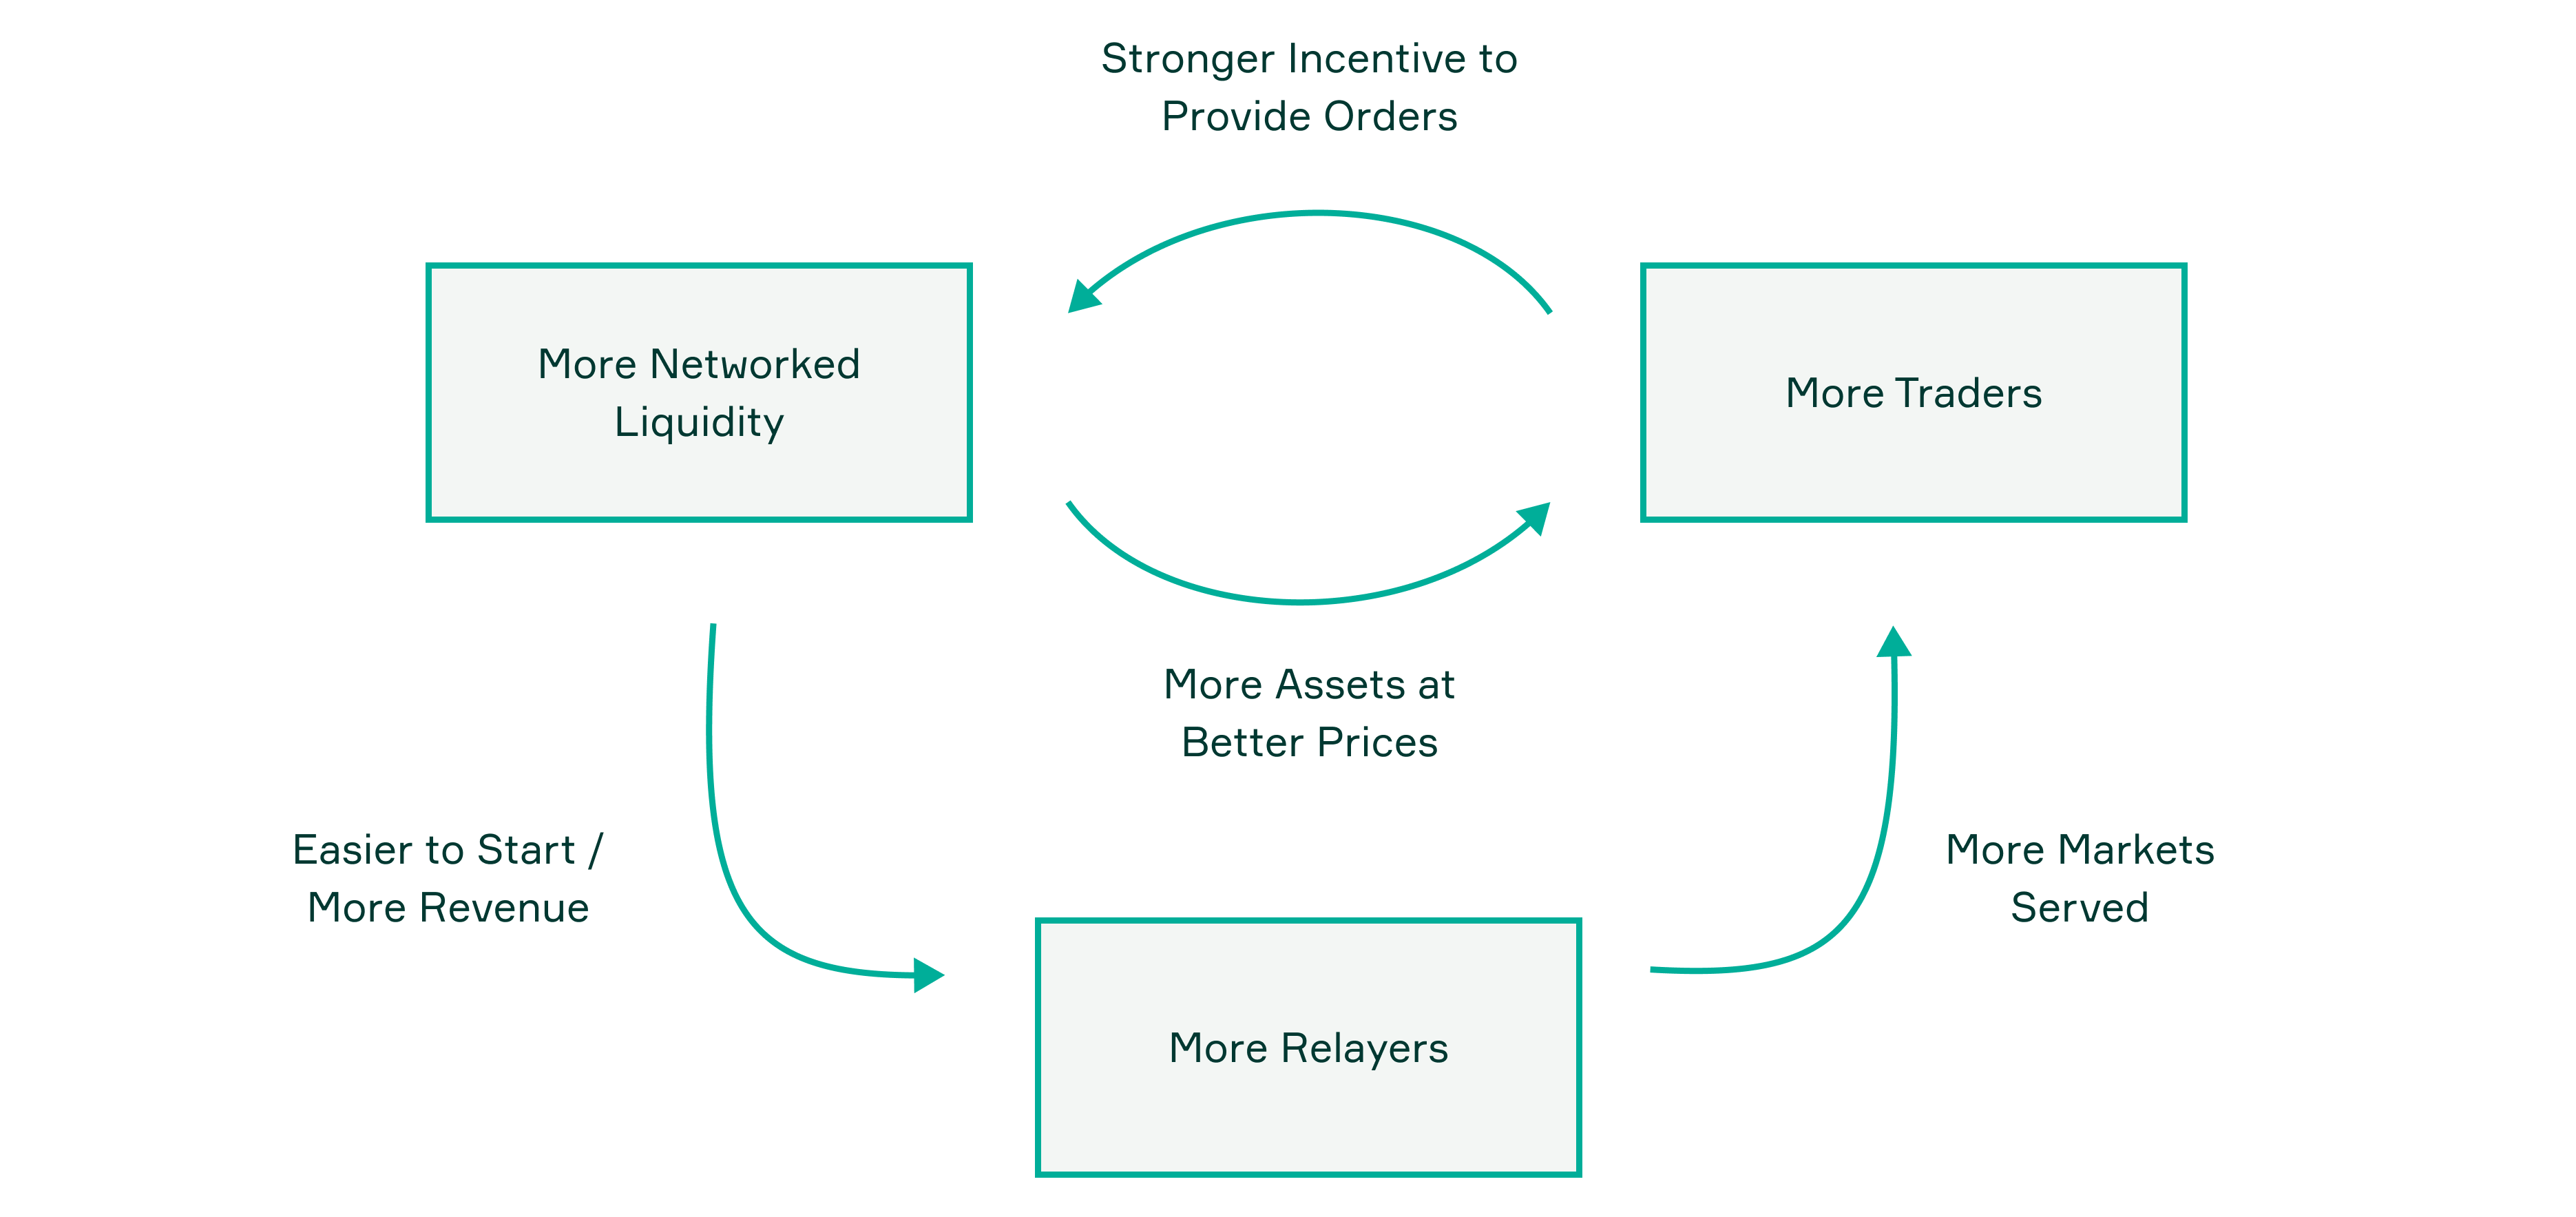 Stronger Incentive to
Provide Orders
More Networked
Liquidity
More Traders
More Assets at
Better Prices
Easier to Start /
More Revenue
More Markets
Served
More Relayers